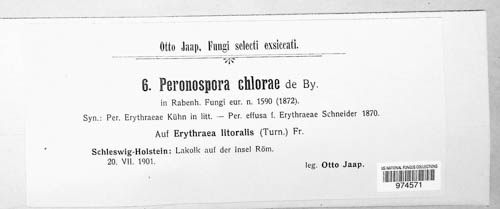 Otto Jaap, Fungi selecti exsiccati.
6. Peronospora chlorae de By.
in Rabenh. Fungi eur. n. 1590 (1872).
Syn.: Per. Erythraeae Kühn in litt. — Per. effusa f. Erythraeae Schneider 1870.
Auf Erythraea litoralis (Turn.) Fr.
Schleswig-Holstein: Lakolk auf der insel Röm.
20. VII. 1901.
leg. Otto Jaap.
US NATIONAL FUNGUS COLLECTIONS
974571